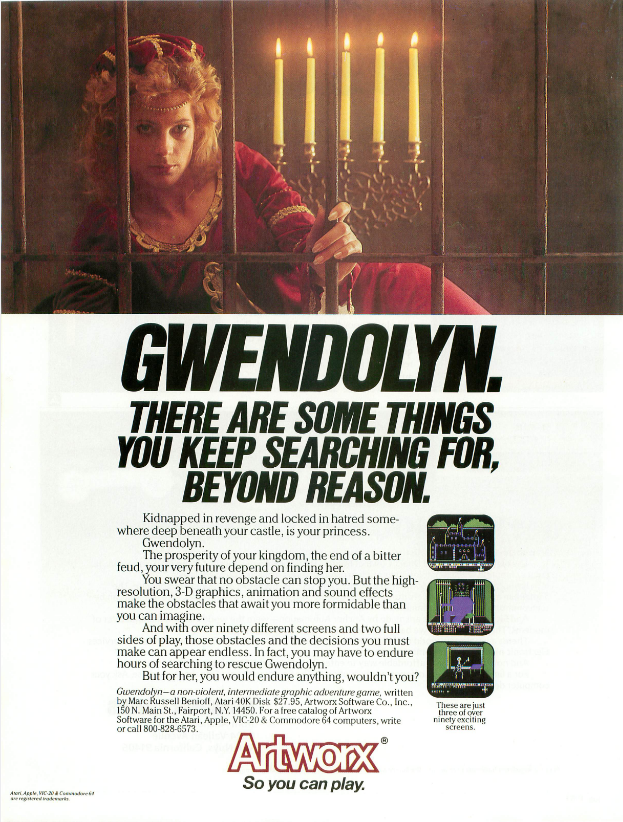 GWENDOLYN.
THERE ARE SOME THINGS
YOU KEEP SEARCHING FOR,
BEYOND REASON.
Kidnapped in revenge and locked in hatred some-
where deep beneath your castle, is your princess.
Gwendolyn.
The prosperity of your kingdom, the end of a bitter
feud, your very future depend on finding her.
You swear that no obstacle can stop you. But the high-
resolution, 3-D graphics, animation and sound effects
make the obstacles that await you more formidable than
you can imagine.
And with over ninety different screens and two full
sides of play, those obstacles and the decisions you must
make can appear endless. In fact, you may have to endure
hours of searching to rescue Gwendolyn.
But for her, you would endure anything, wouldn't you?
Gwendolyn—a non-violent, intermediate graphic adventure game, written
by Marc Russell Benioff, Atari 40K Disk $27.95, Artworx Software Co., Inc.,
150 N. Main St., Fairport, N.Y. 14450. For a free catalog of Artworx
Software for the Atari, Apple, VIC-20 & Commodore 64 computers, write
or call 800-828-6573.
These are just
three of over
ninety exciting
screens.
Artworx®
So you can play.
Atari, Apple, VIC-20 & Commodore 64
are registered trademarks.